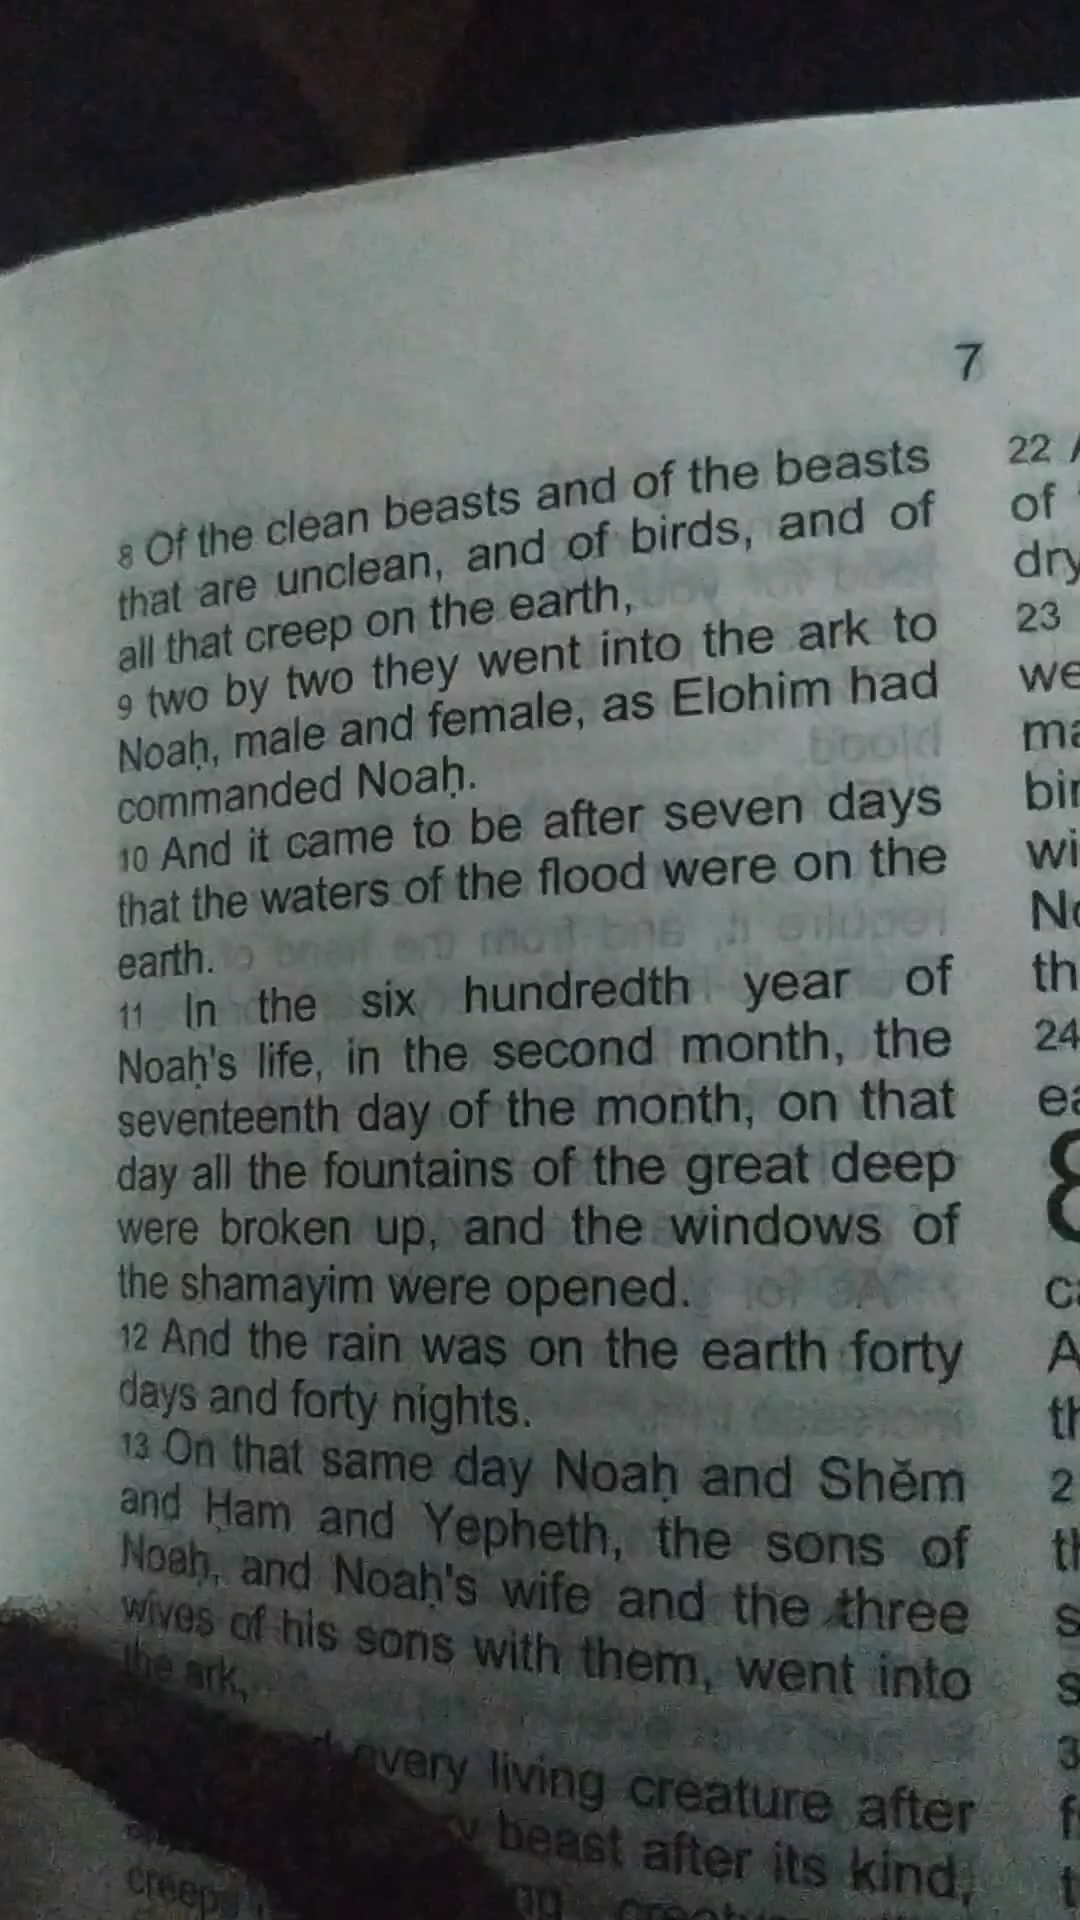 7
8 Of the clean beasts and of the beasts
that are unclean, and of birds, and of
all that creep on the earth,
9 two by two they went into the ark to
Noaḥ, male and female, as Elohim had
commanded Noaḥ.
10 And it came to be after seven days
that the waters of the flood were on the
earth.
11 In the six hundredth year of
Noaḥ's life, in the second month, the
seventeenth day of the month, on that
day all the fountains of the great deep
were broken up, and the windows of
the shamayim were opened.
12 And the rain was on the earth forty
days and forty nights.
13 On that same day Noaḥ and Shĕm
and Ḥam and Yepheth, the sons of
Noaḥ, and Noaḥ's wife and the three
wives of his sons with them, went into
the ark,
every living creature after
beast after its kind,
creep
22
of
dry
23
24
8
2
3